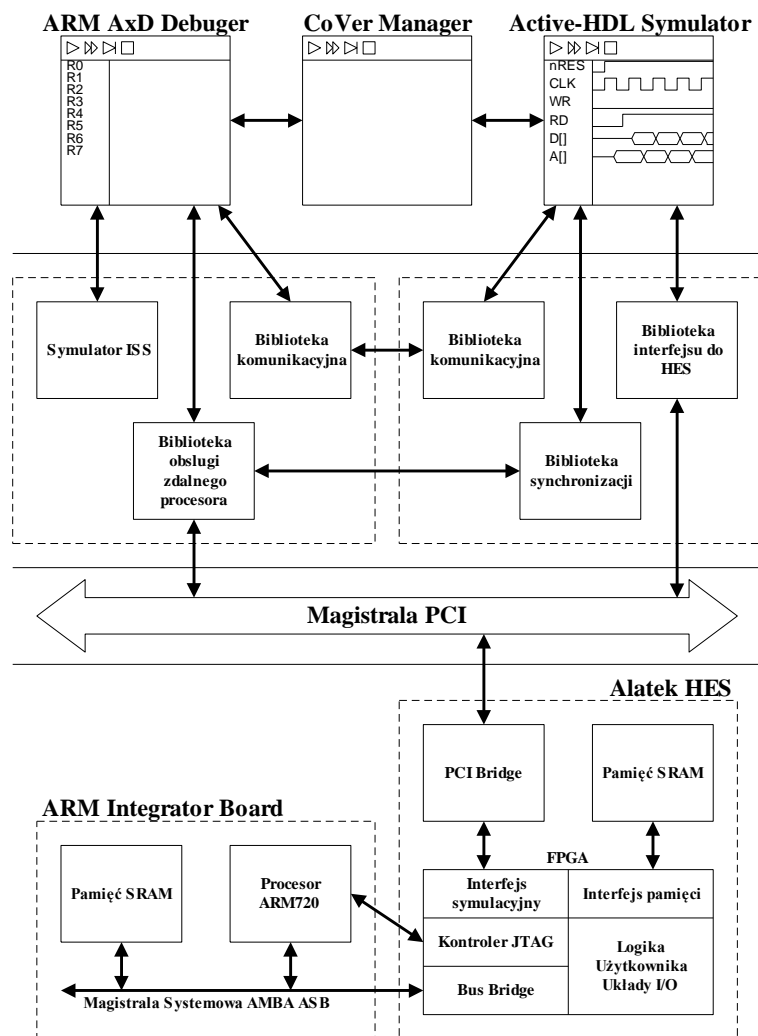 ARM AxD Debuger
CoVer Manager
Active-HDL Symulator
R0
R1
R2
R3
R4
R5
R6
R7
nRES
CLK
WR
RD
D[]
A[]
Symulator ISS
Biblioteka
komunikacyjna
Biblioteka
komunikacyjna
Biblioteka
interfejsu do
HES
Biblioteka
obslugi
zdalnego
procesora
Biblioteka
synchronizacji
Magistrala PCI
Alatek HES
PCI Bridge
Pamięć SRAM
ARM Integrator Board
FPGA
Pamięć SRAM
Procesor
ARM720
Interfejs
symulacyjny
Interfejs pamięci
Kontroler JTAG
Logika
Użytkownika
Układy I/O
Bus Bridge
Magistrala Systemowa AMBA ASB